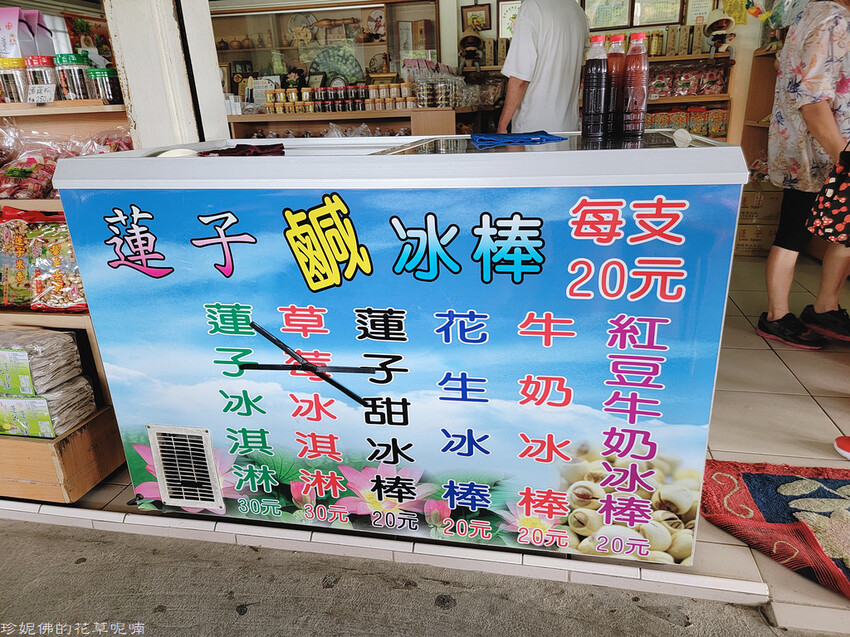 蓮子鹹冰棒
每支
20元
蓮子冰淇淋
30元
草莓冰淇淋
30元
蓮子甜冰棒
20元
花生冰棒
20元
牛奶冰棒
20元
紅豆牛奶冰棒
20元
珍妮佛的花草呢喃